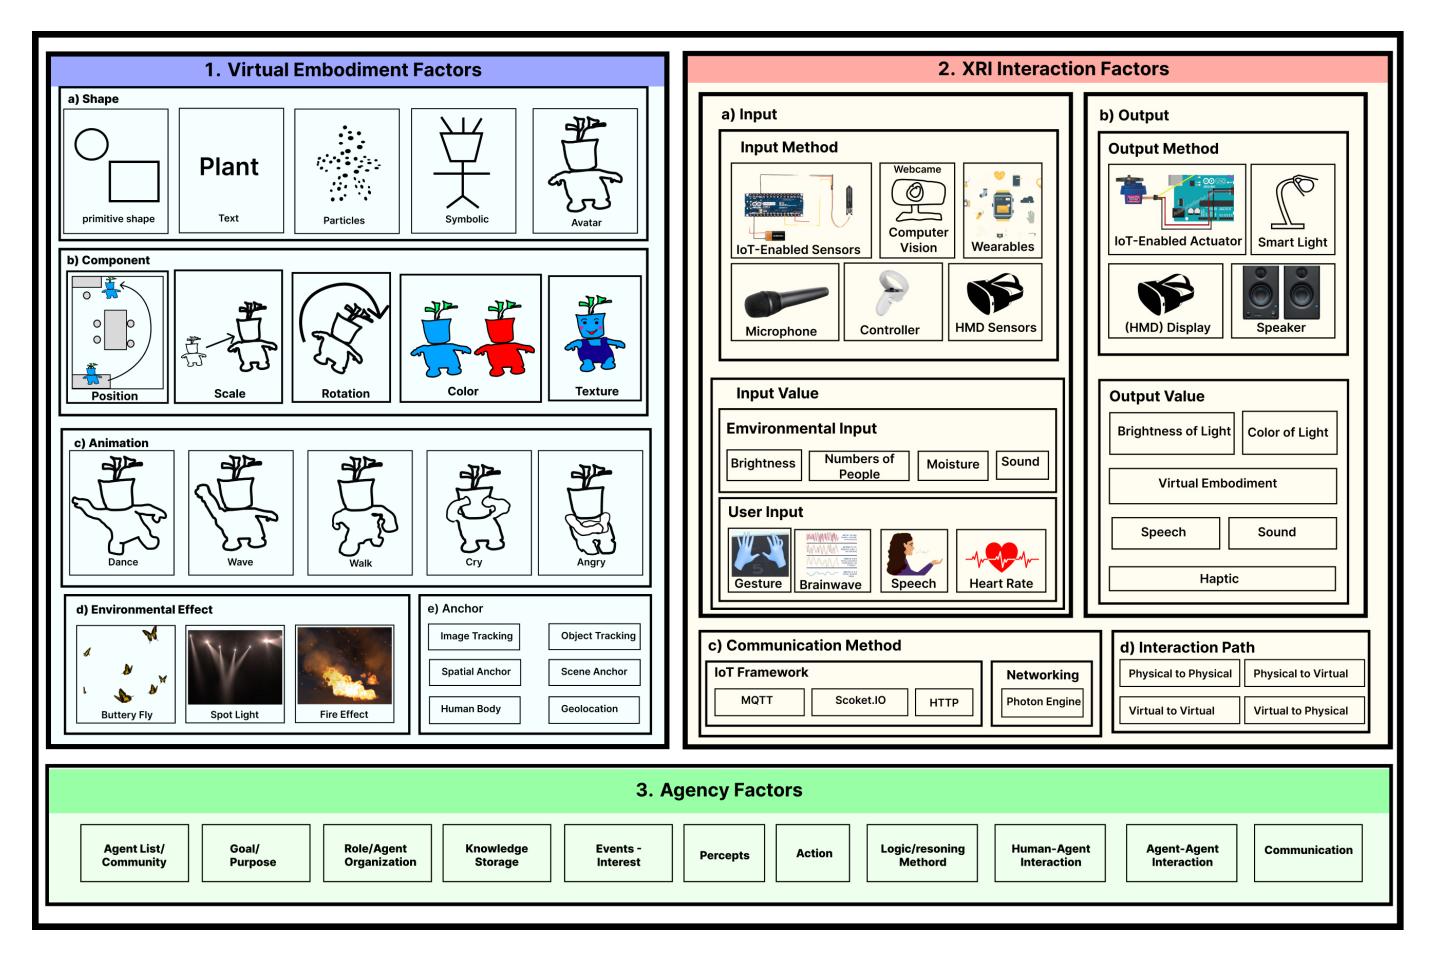 1. Virtual Embodiment Factors
a) Shape
primitive shape
Plant
Text
Particles
Symbolic
Avatar
b) Component
Position
Scale
Rotation
Color
Texture
c) Animation
Dance
Wave
Walk
Cry
Angry
d) Environmental Effect
Buttery Fly
Spot Light
Fire Effect
e) Anchor
Image Tracking
Object Tracking
Spatial Anchor
Scene Anchor
Human Body
Geolocation
2. XRI Interaction Factors
a) Input
Input Method
IoT-Enabled Sensors
Webcame
Computer
Vision
Wearables
Microphone
Controller
HMD Sensors
Input Value
Emvironmental Input
Brightness
Numbers of
People
Moisture
Sound
User Input
Gesture
Brainwave
Speech
Heart Rate
b) Output
Output Method
IoT-Enabled Actuator
Smart Light
(HMD) Display
Speaker
Output Value
Brightness of Light
Color of Light
Virtual Embodiment
Speech
Sound
Haptic
c) Communication Method
IoT Framework
MQTT
Scoket.IO
HTTP
Networking
Photon Engine
d) Interaction Path
Physical to Physical
Physical to Virtual
Virtual to Virtual
Virtual to Physical
3. Agency Factors
Agent List/
Community
Goal/
Purpose
Role/Agent
Organization
Knowledge
Storage
Events -
Interest
Percepts
Action
Logic/resoning
Methord
Human-Agent
Interaction
Agent-Agent
Interaction
Communication